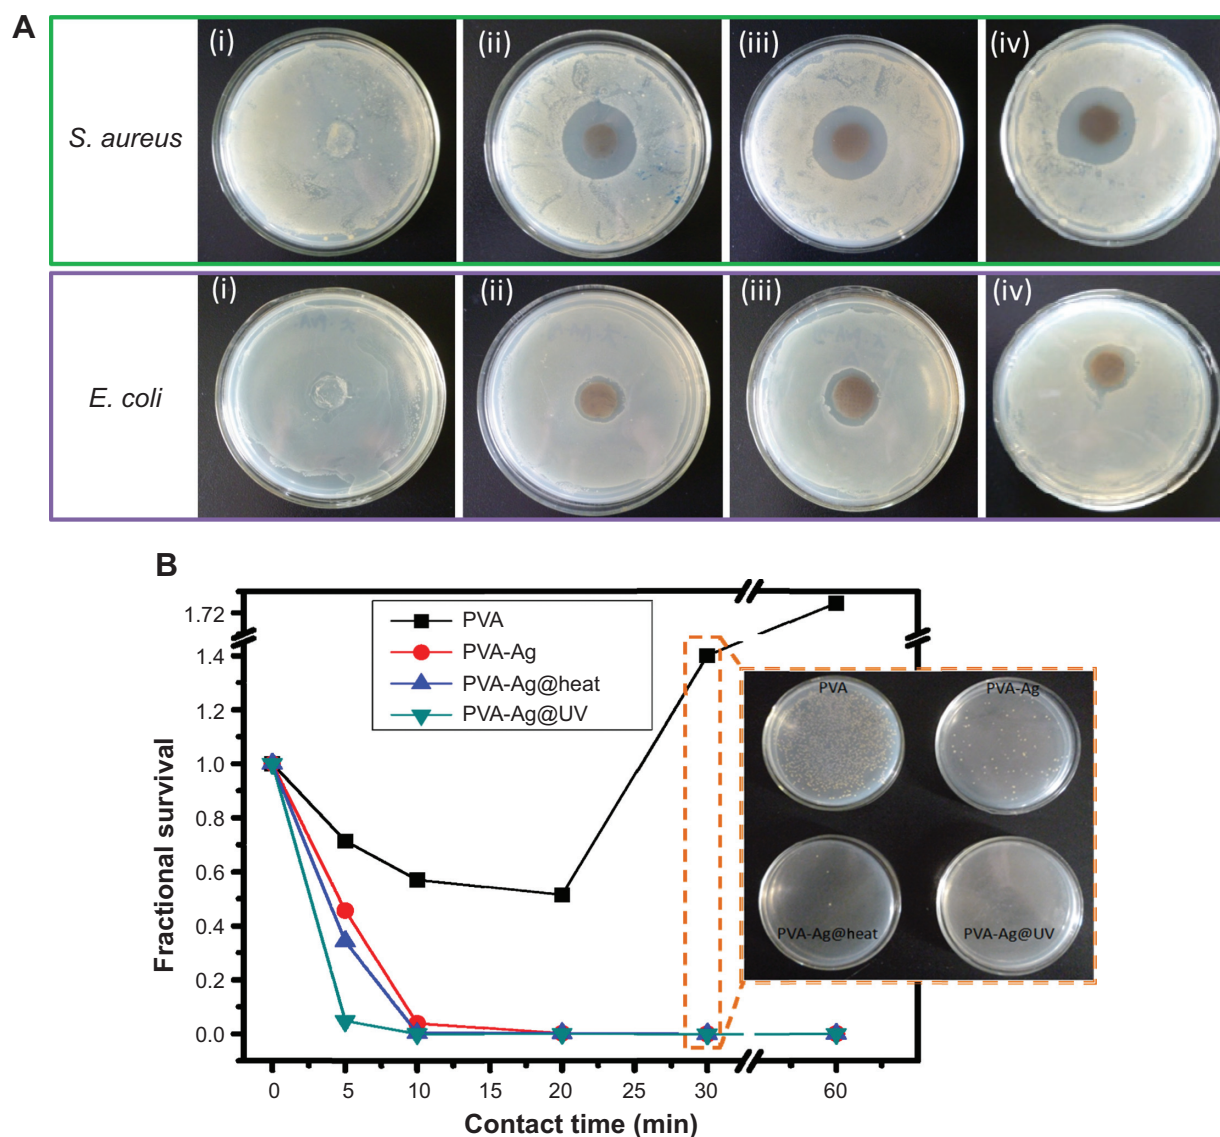 A
S. aureus
(i) (ii) (iii) (iv)
E. coli
(i) (ii) (iii) (iv)
B
PVA
PVA-Ag
PVA-Ag@heat
PVA-Ag@UV
Fractional survival
1.72
1.4
1.2
1.0
0.8
0.6
0.4
0.2
0.0
PVA PVA-Ag
PVA-Ag@heat PVA-Ag@UV
0 5 10 15 20 25 30 60
Contact time (min)